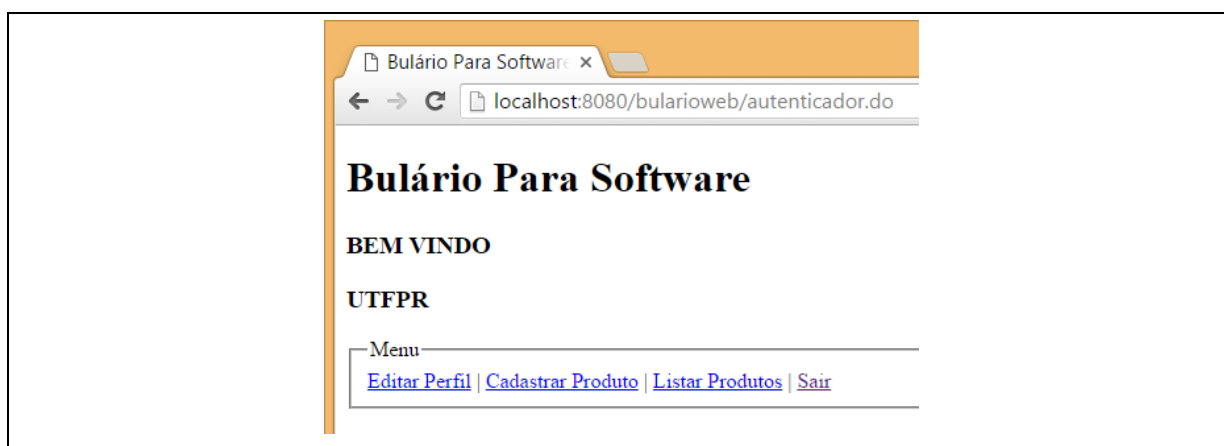 Bulário Para Software
localhost:8080/bularioweb/autenticador.do
Bulário Para Software
BEM VINDO
UTFPR
Menu
Editar Perfil | Cadastrar Produto | Listar Produtos | Sair